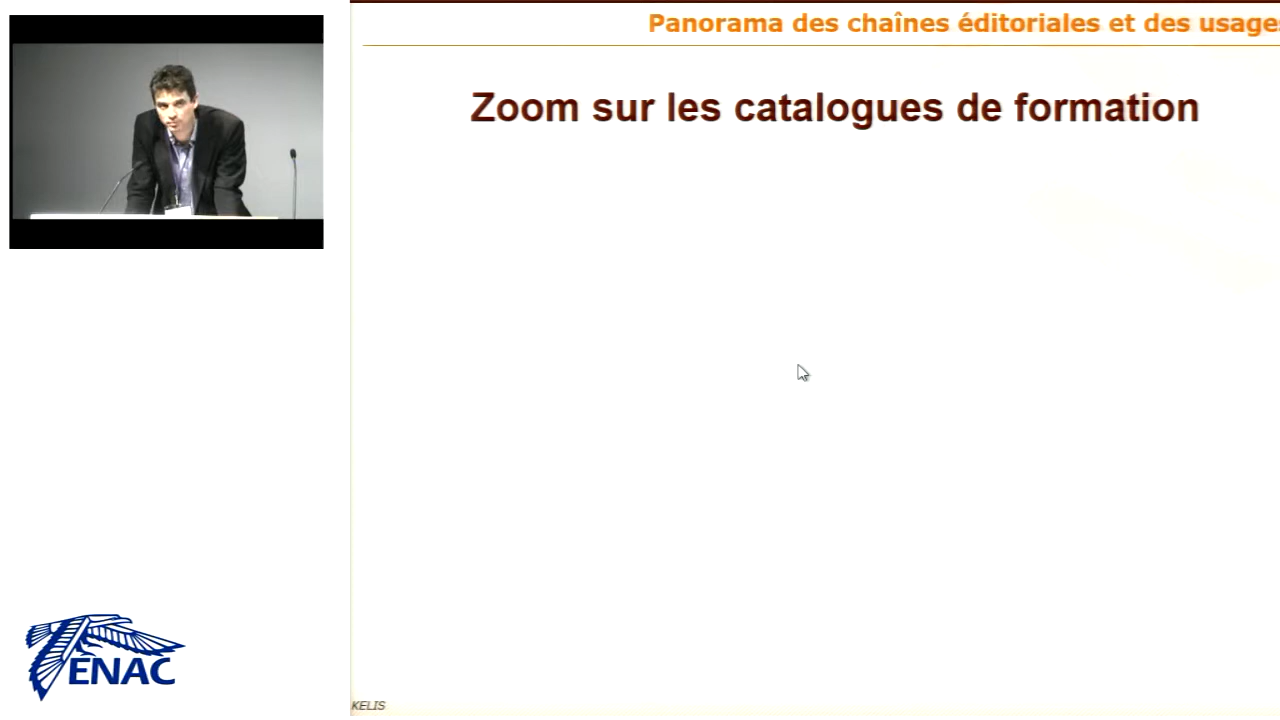 Panorama des chaînes éditoriales et des usage
Zoom sur les catalogues de formation
ENAC
KELIS